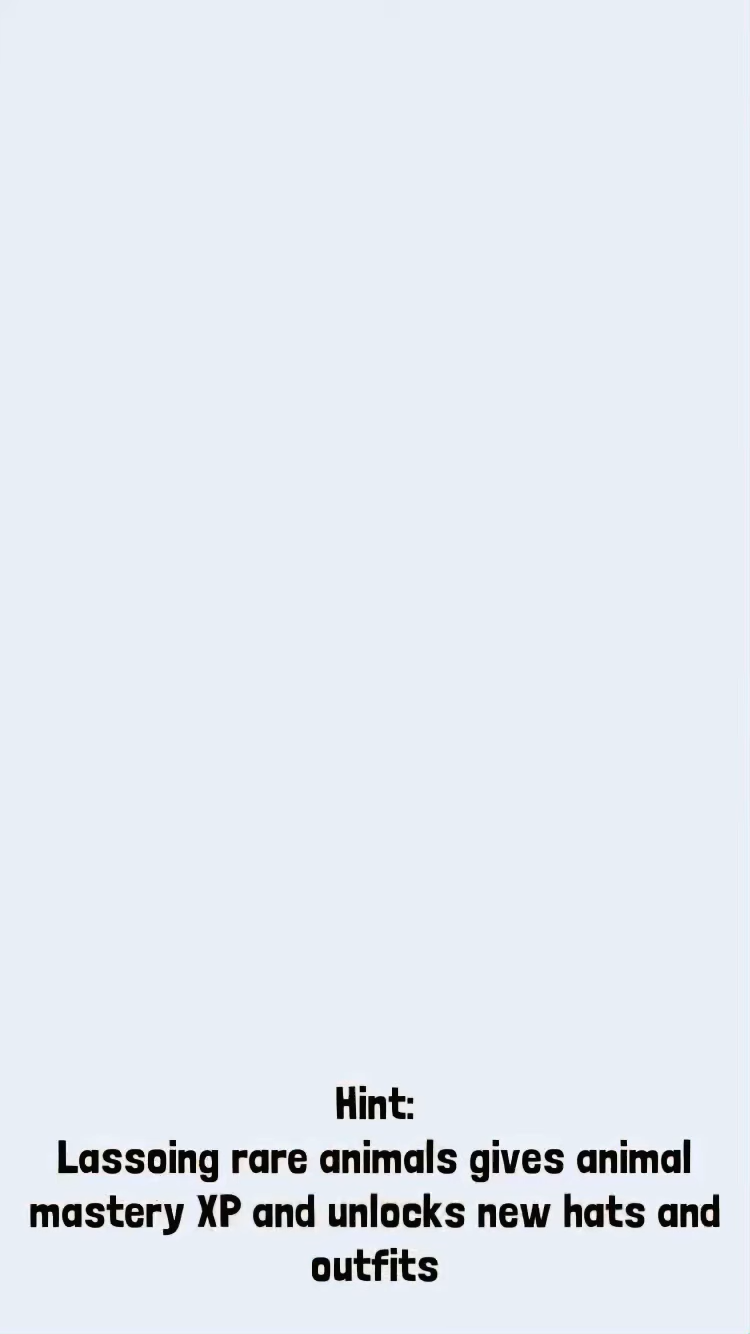 Hint:
Lassoing rare animals gives animal
mastery XP and unlocks new hats and
outfits